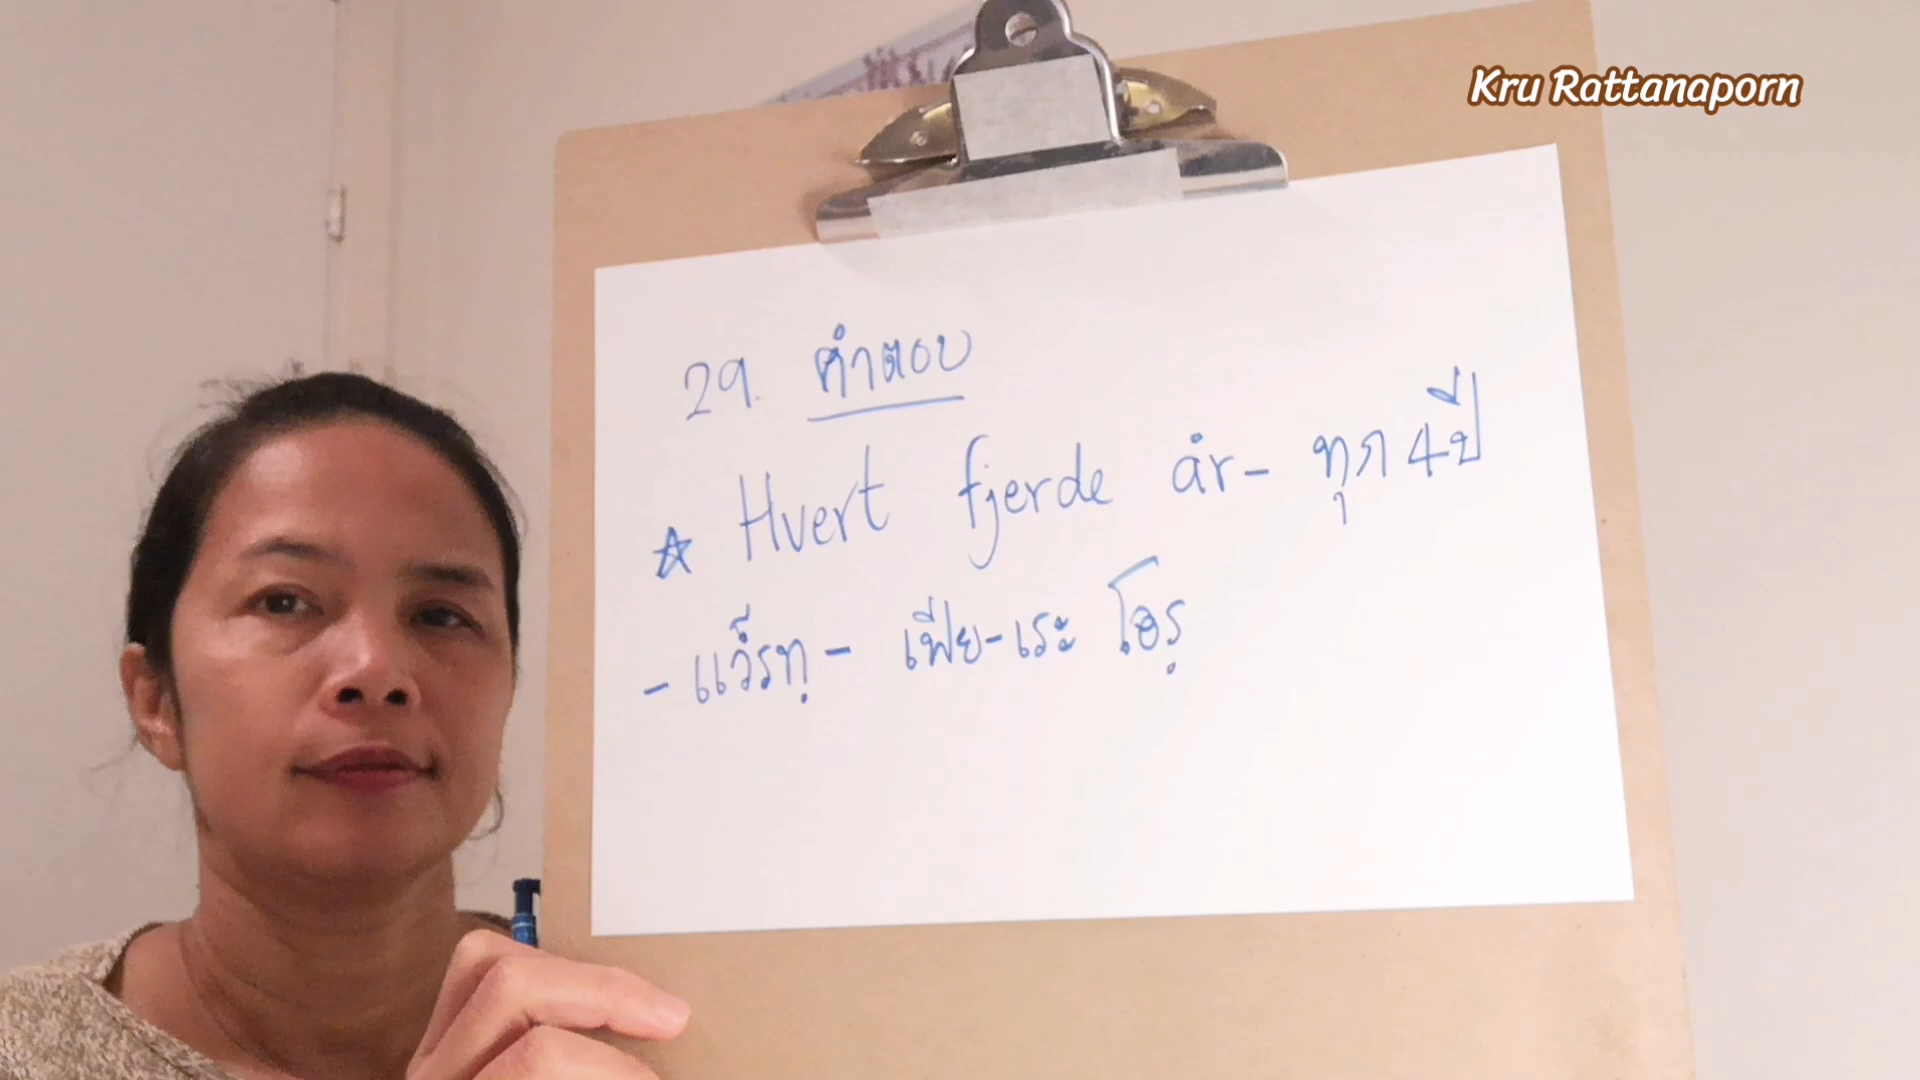 Kru Rattanaporn
29. คำตอบ
☆ Hvert fjerde år - ทุก 4 ปี
- แว็รทฺ - เฟีย-เระ โอรฺ